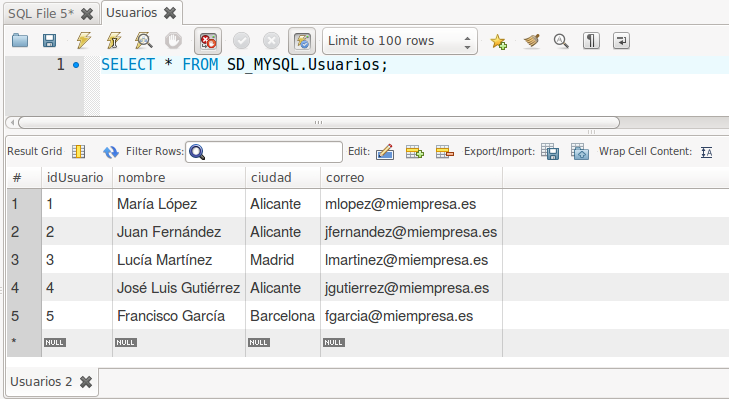 SQL File 5* Usuarios
Limit to 100 rows
1 SELECT * FROM SD_MYSQL.Usuarios;
Result Grid Filter Rows: Edit: Export/Import: Wrap Cell Content:
# idUsuario nombre ciudad correo
1 1 María López Alicante mlopez@miempresa.es
2 2 Juan Fernández Alicante jfernandez@miempresa.es
3 3 Lucía Martínez Madrid lmartinez@miempresa.es
4 4 José Luis Gutiérrez Alicante jgutierrez@miempresa.es
5 5 Francisco García Barcelona fgarcia@miempresa.es
* NULL NULL NULL NULL
Usuarios 2